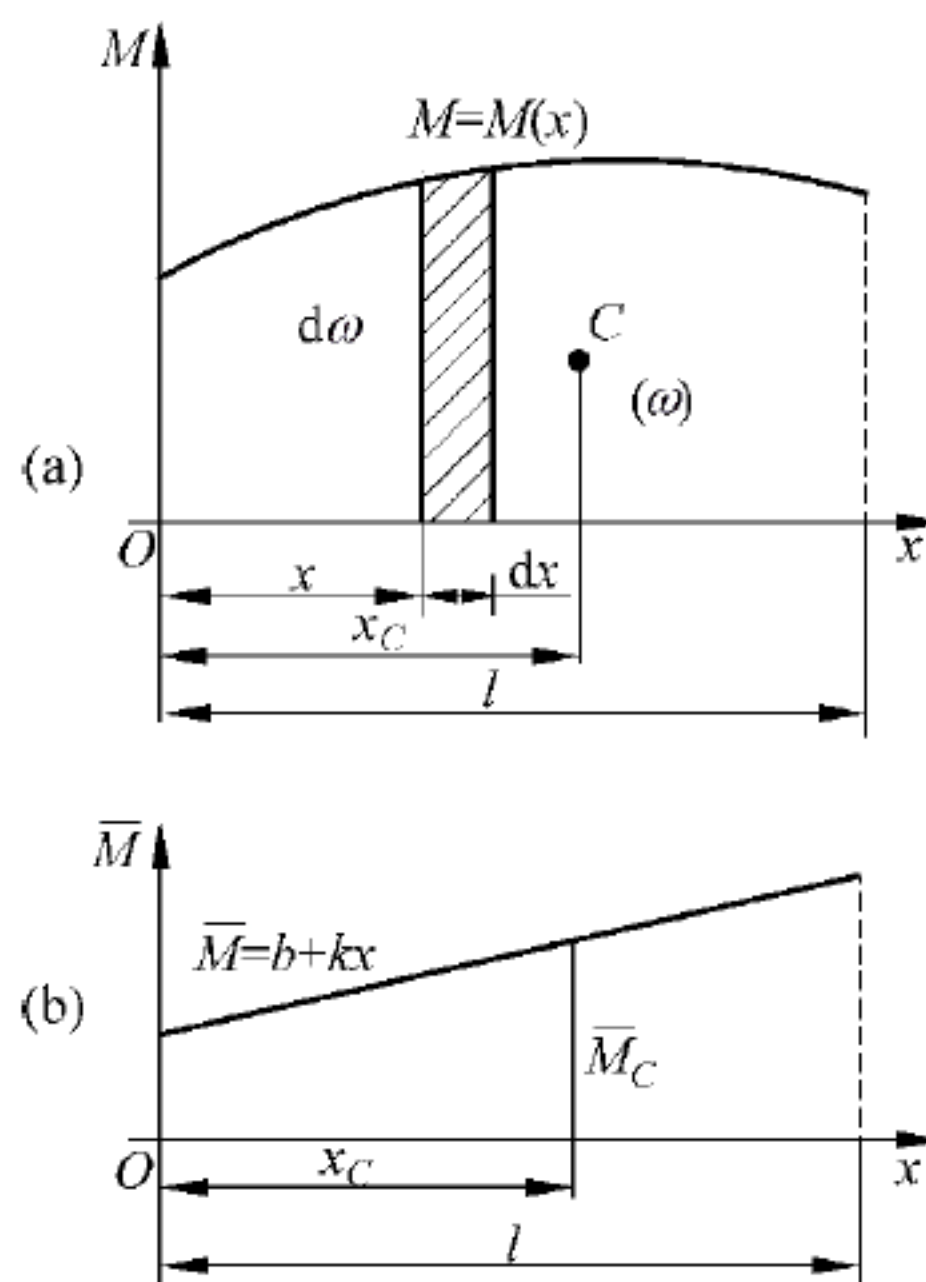 M
M=M(x)
dω
C
(ω)
(a)
O
x
x
dx
x_C
l
M̅
M̅=b+kx
(b)
M̅_C
O
x_C
x
l